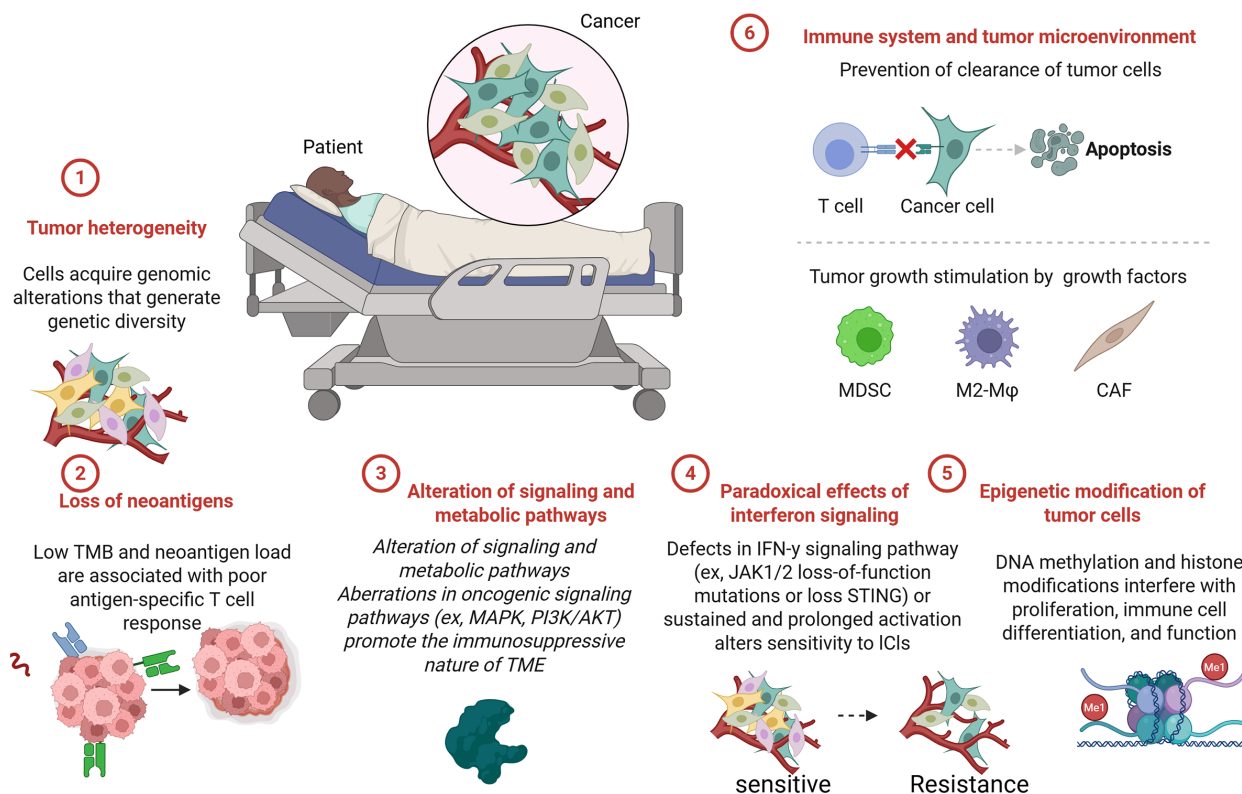 Cancer
Patient
1
Tumor heterogeneity
Cells acquire genomic
alterations that generate
genetic diversity
2
Loss of neoantigens
Low TMB and neoantigen load
are associated with poor
antigen-specific T cell
response
3
Alteration of signaling and
metabolic pathways
Alteration of signaling and
metabolic pathways
Aberrations in oncogenic signaling
pathways (ex, MAPK, PI3K/AKT)
promote the immunosuppressive
nature of TME
4
Paradoxical effects of
interferon signaling
Defects in IFN-y signaling pathway
(ex, JAK1/2 loss-of-function
mutations or loss STING) or
sustained and prolonged activation
alters sensitivity to ICIs
sensitive
Resistance
5
Epigenetic modification of
tumor cells
DNA methylation and histone
modifications interfere with
proliferation, immune cell
differentiation, and function
Me1
Me1
6
Immune system and tumor microenvironment
Prevention of clearance of tumor cells
Apoptosis
T cell
Cancer cell
Tumor growth stimulation by growth factors
MDSC
M2-Mφ
CAF